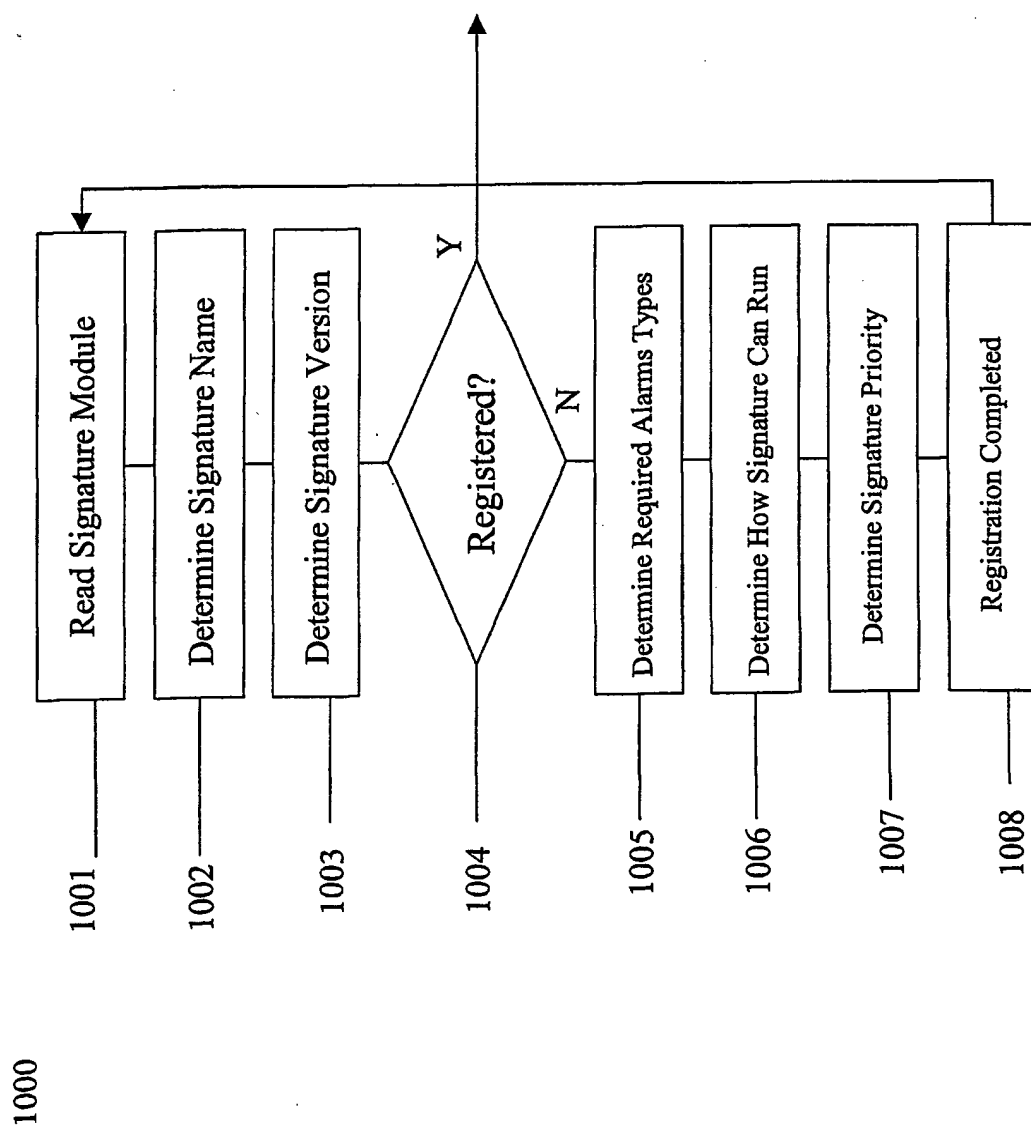 1000
1001
Read Signature Module
1002
Determine Signature Name
1003
Determine Signature Version
1004
Registered?
Y
N
1005
Determine Required Alarms Types
1006
Determine How Signature Can Run
1007
Determine Signature Priority
1008
Registration Completed